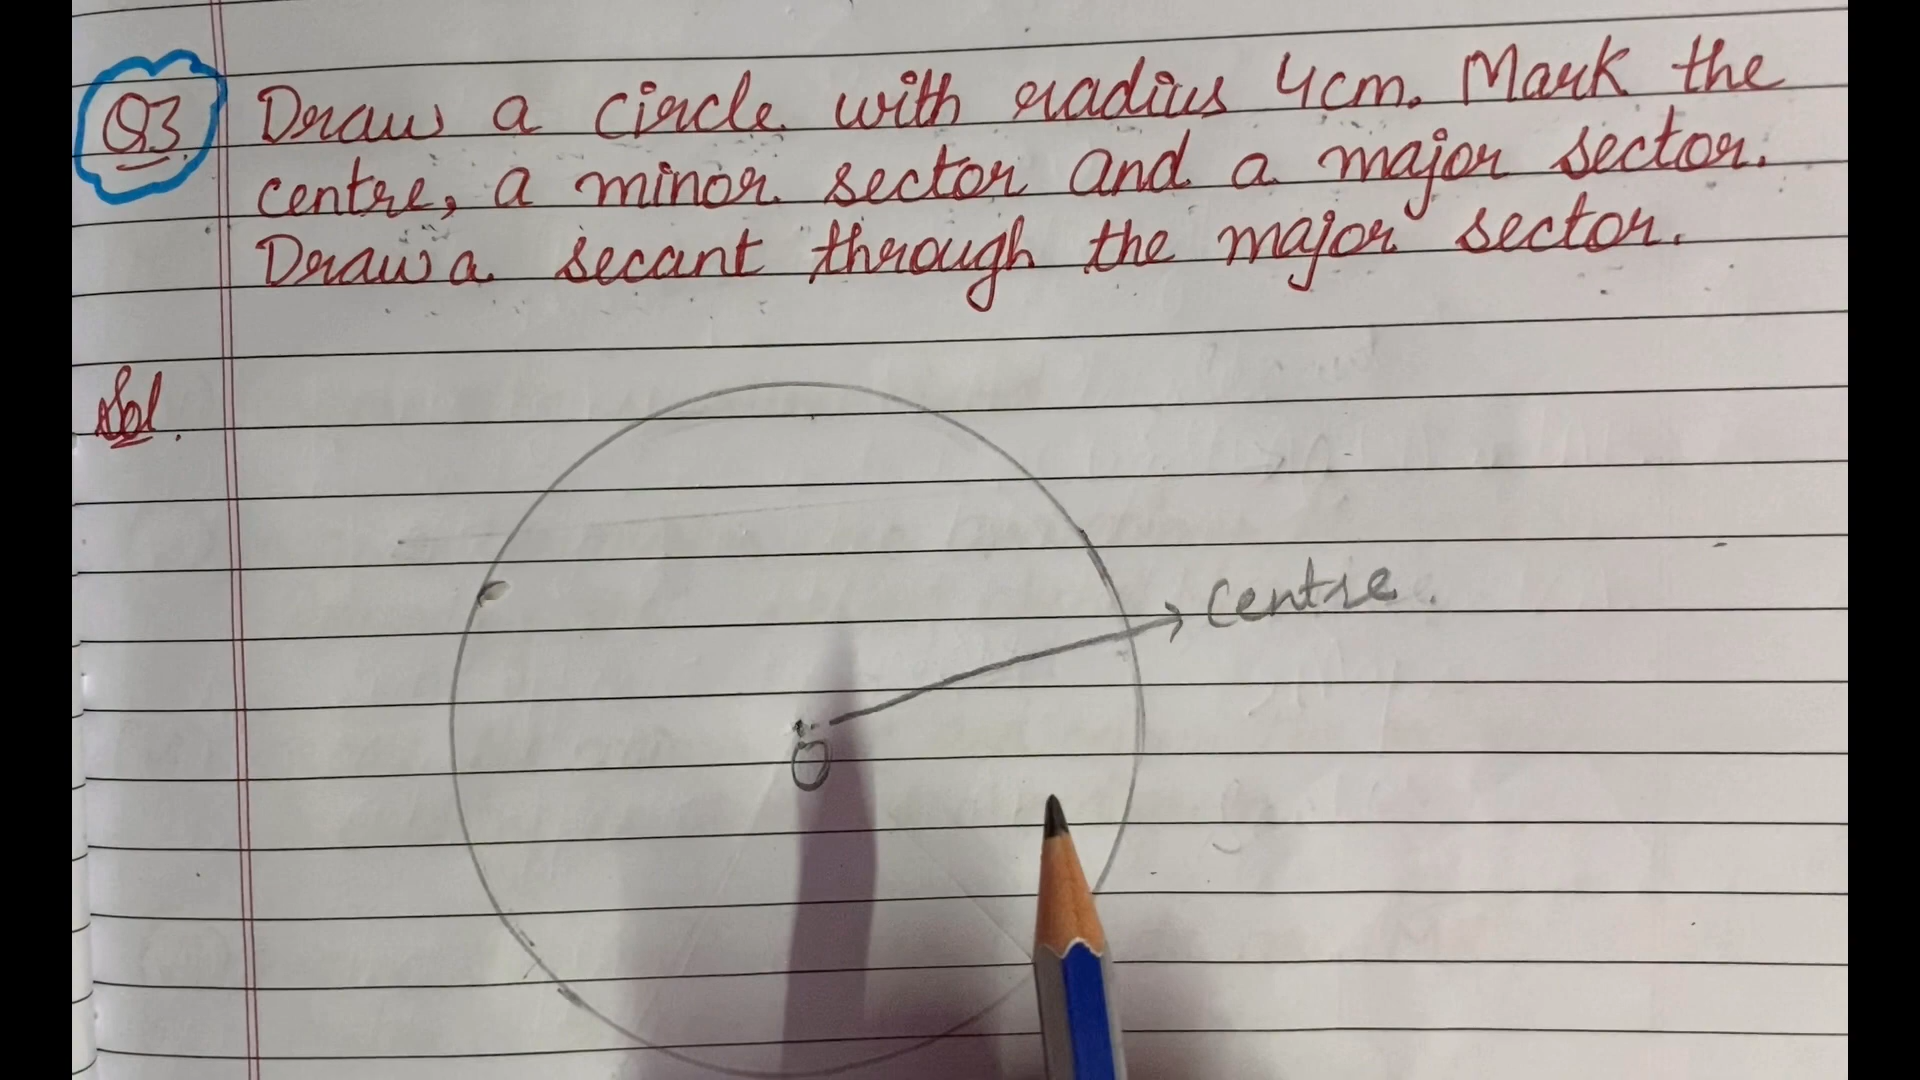 Q3 Draw a circle with radius 4cm. Mark the
centre, a minor sector and a major sector.
Draw a secant through the major sector.
Sol.
centre.
O